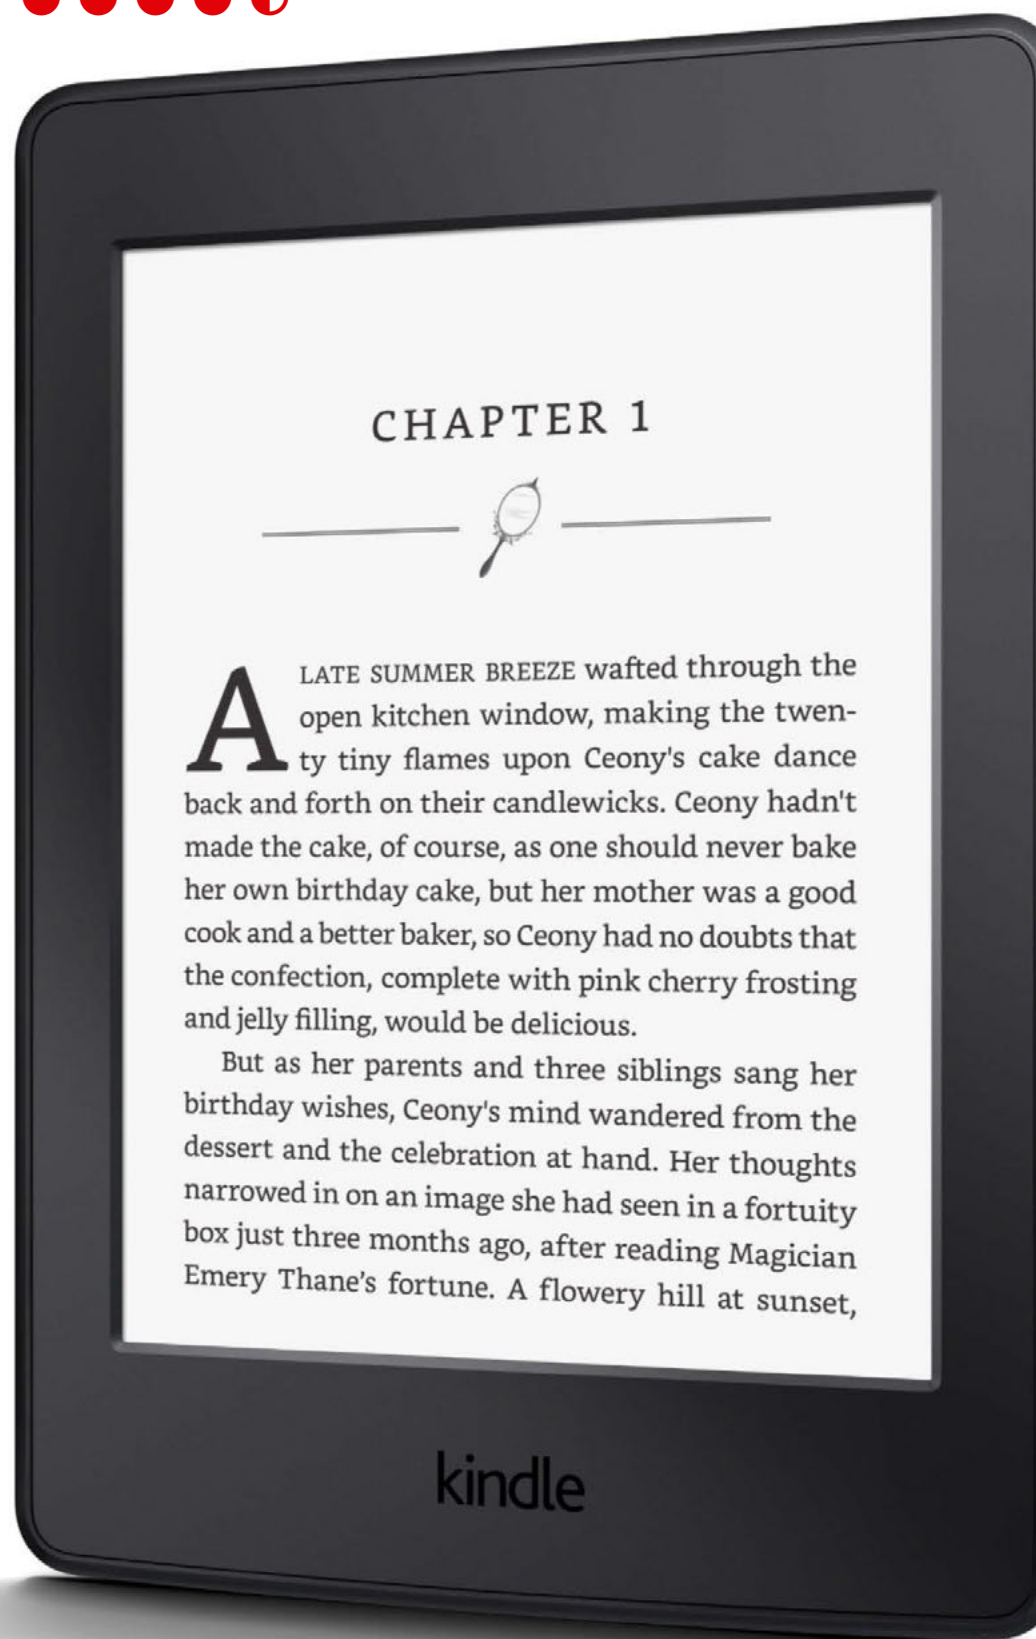 CHAPTER 1
A LATE SUMMER BREEZE wafted through the
open kitchen window, making the twen-
ty tiny flames upon Ceony's cake dance
back and forth on their candlewicks. Ceony hadn't
made the cake, of course, as one should never bake
her own birthday cake, but her mother was a good
cook and a better baker, so Ceony had no doubts that
the confection, complete with pink cherry frosting
and jelly filling, would be delicious.
But as her parents and three siblings sang her
birthday wishes, Ceony's mind wandered from the
dessert and the celebration at hand. Her thoughts
narrowed in on an image she had seen in a fortuity
box just three months ago, after reading Magician
Emery Thane’s fortune. A flowery hill at sunset,
kindle